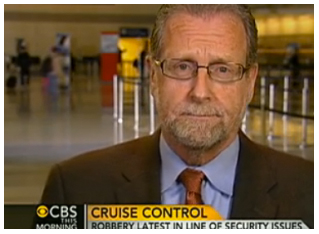 CBS
THIS
MORNING
CRUISE CONTROL
ROBBERY LATEST IN LINE OF SECURITY ISSUES